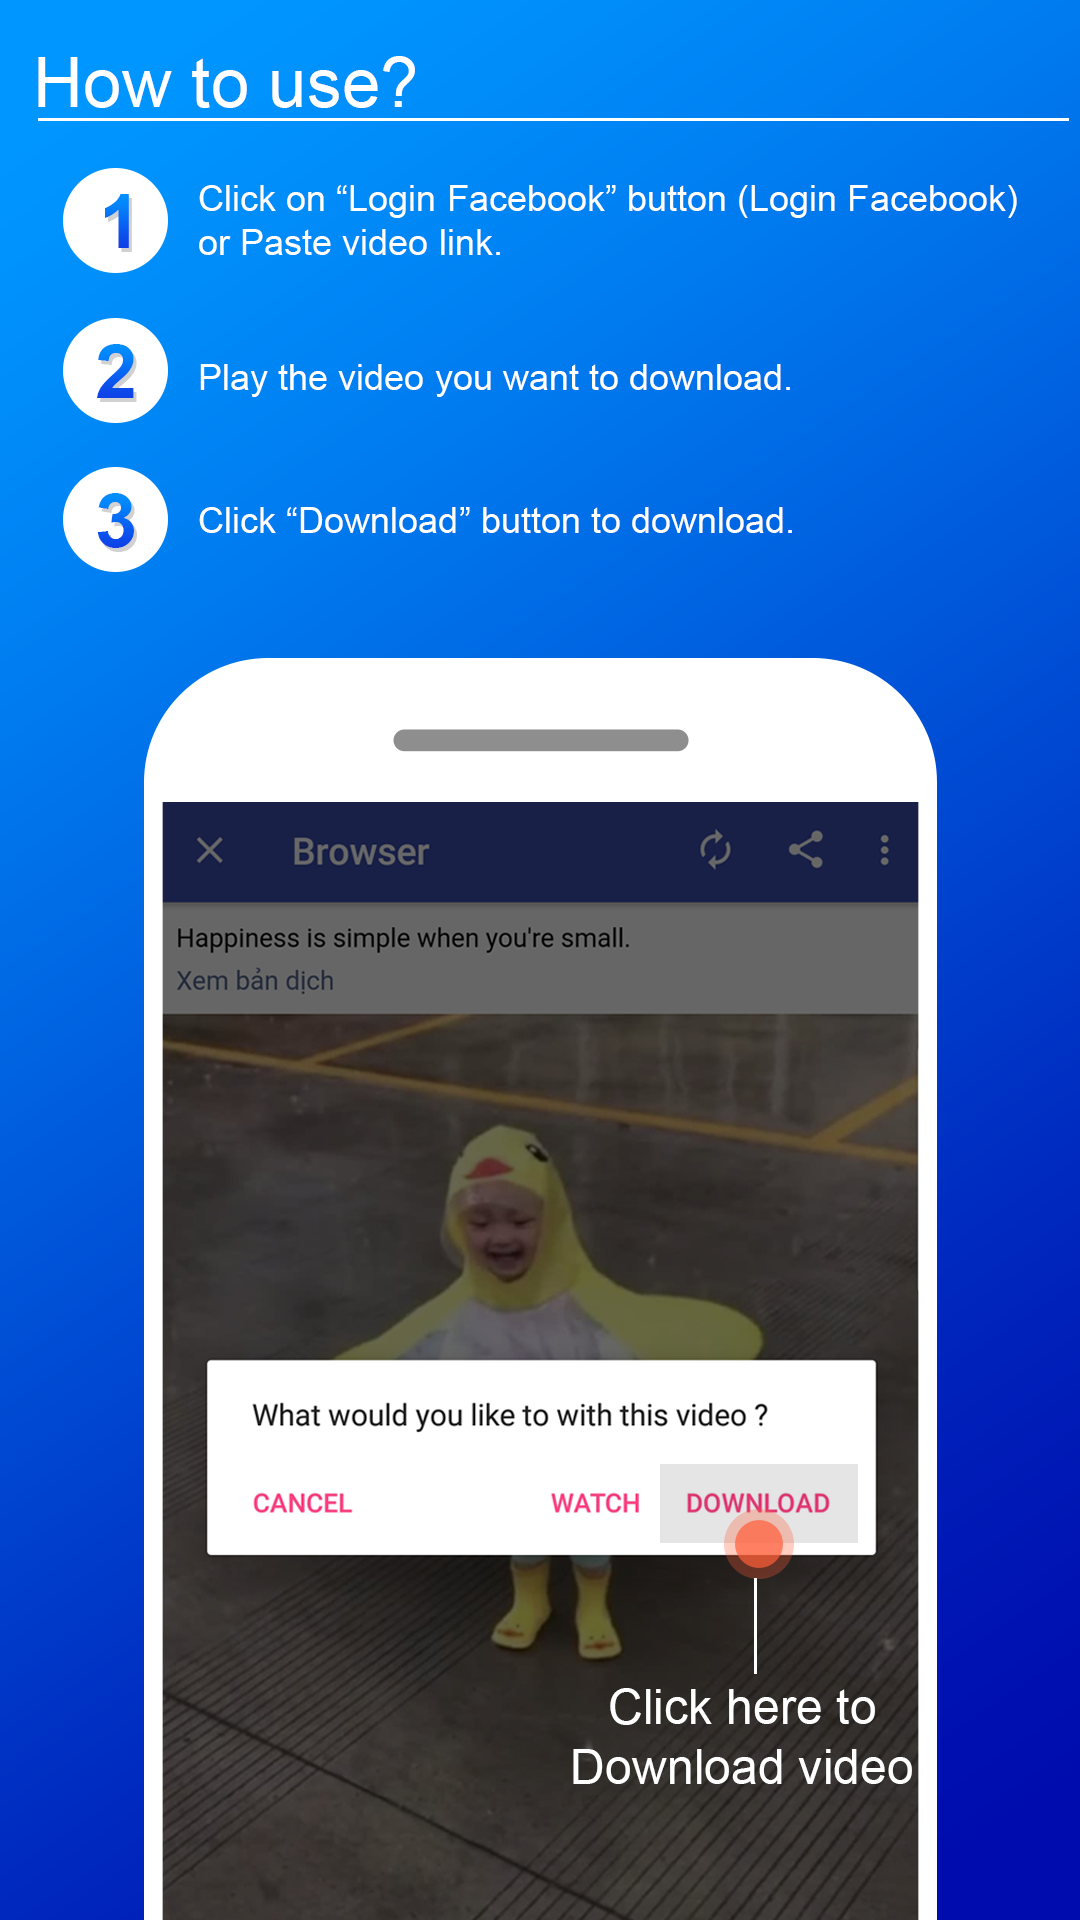 How to use?
1
Click on “Login Facebook” button (Login Facebook)
or Paste video link.
2
Play the video you want to download.
3
Click “Download” button to download.
Browser
Happiness is simple when you're small.
Xem bản dịch
What would you like to with this video ?
CANCEL WATCH DOWNLOAD
Click here to
Download video